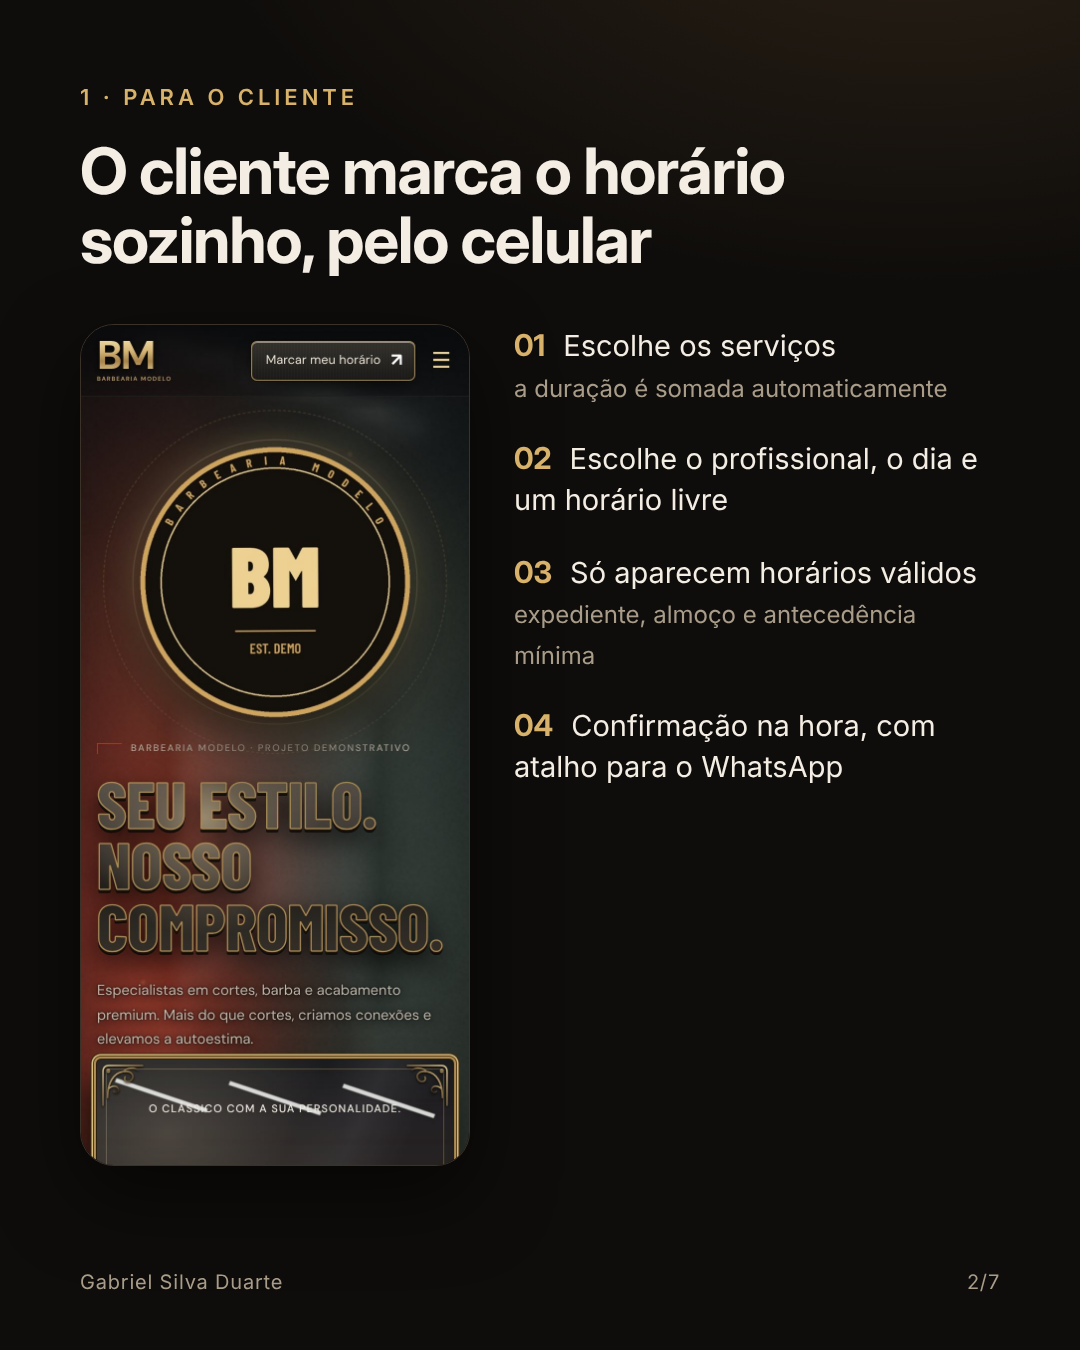 1 · PARA O CLIENTE
O cliente marca o horário
sozinho, pelo celular
BM
BARBEARIA MODELO
Marcar meu horário
BARBEARIA MODELO
BM
EST. DEMO
BARBEARIA MODELO · PROJETO DEMONSTRATIVO
SEU ESTILO.
NOSSO
COMPROMISSO.
Especialistas em cortes, barba e acabamento
premium. Mais do que cortes, criamos conexões e
elevamos a autoestima.
O CLÁSSICO COM A SUA PERSONALIDADE.
01 Escolhe os serviços
a duração é somada automaticamente
02 Escolhe o profissional, o dia e
um horário livre
03 Só aparecem horários válidos
expediente, almoço e antecedência
mínima
04 Confirmação na hora, com
atalho para o WhatsApp
Gabriel Silva Duarte
2/7